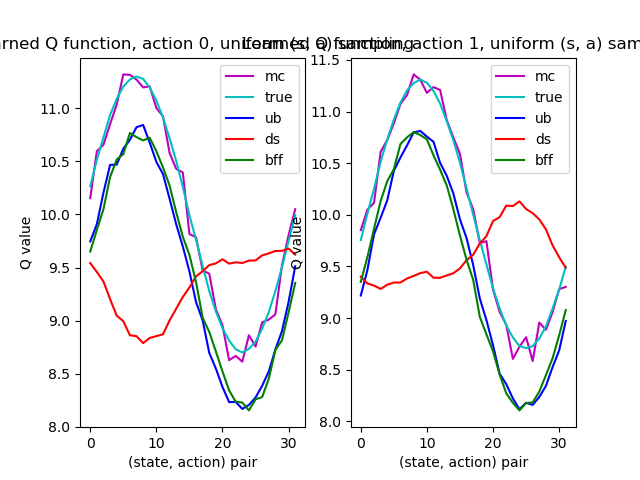 arned Q function, action 0, uniform (s, a) sampling
Learned Q function, action 1, uniform (s, a) sam
mc
true
ub
ds
bff
11.0
10.5
10.0
9.5
9.0
8.5
8.0
Q value
0
10
20
30
(state, action) pair
mc
true
ub
ds
bff
11.5
11.0
10.5
10.0
9.5
9.0
8.5
8.0
Q value
0
10
20
30
(state, action) pair